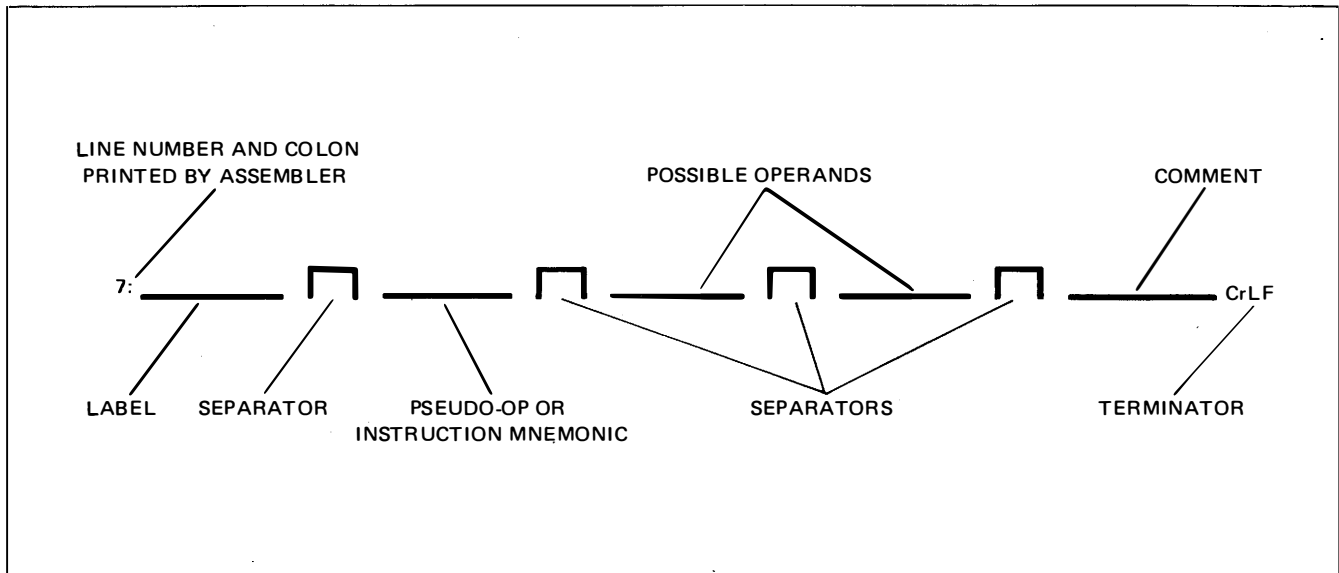 LINE NUMBER AND COLON
PRINTED BY ASSEMBLER
POSSIBLE OPERANDS
COMMENT
7:
CrLF
LABEL
SEPARATOR
PSEUDO-OP OR
INSTRUCTION MNEMONIC
SEPARATORS
TERMINATOR